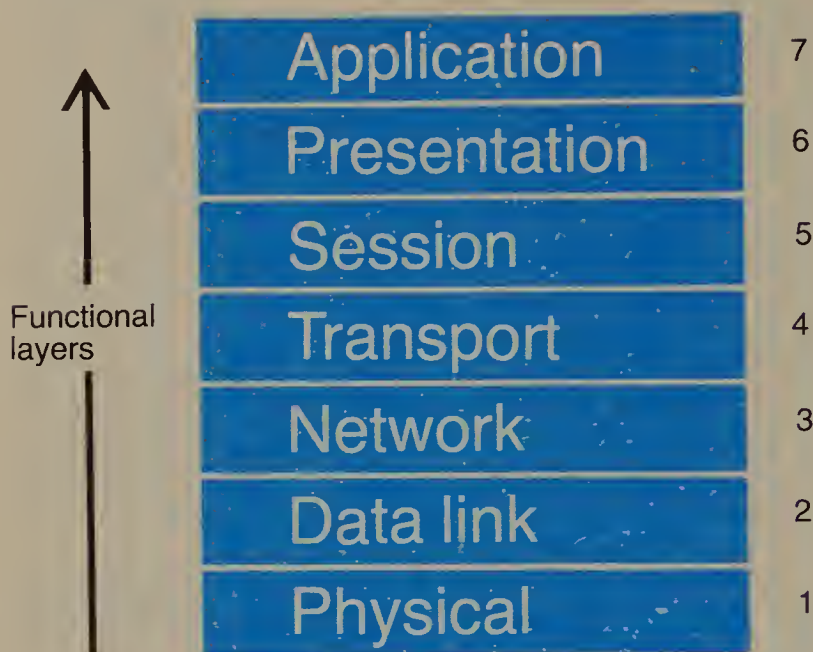 Application 7
Presentation 6
Session 5
Functional
layers
Transport 4
Network 3
Data link 2
Physical 1